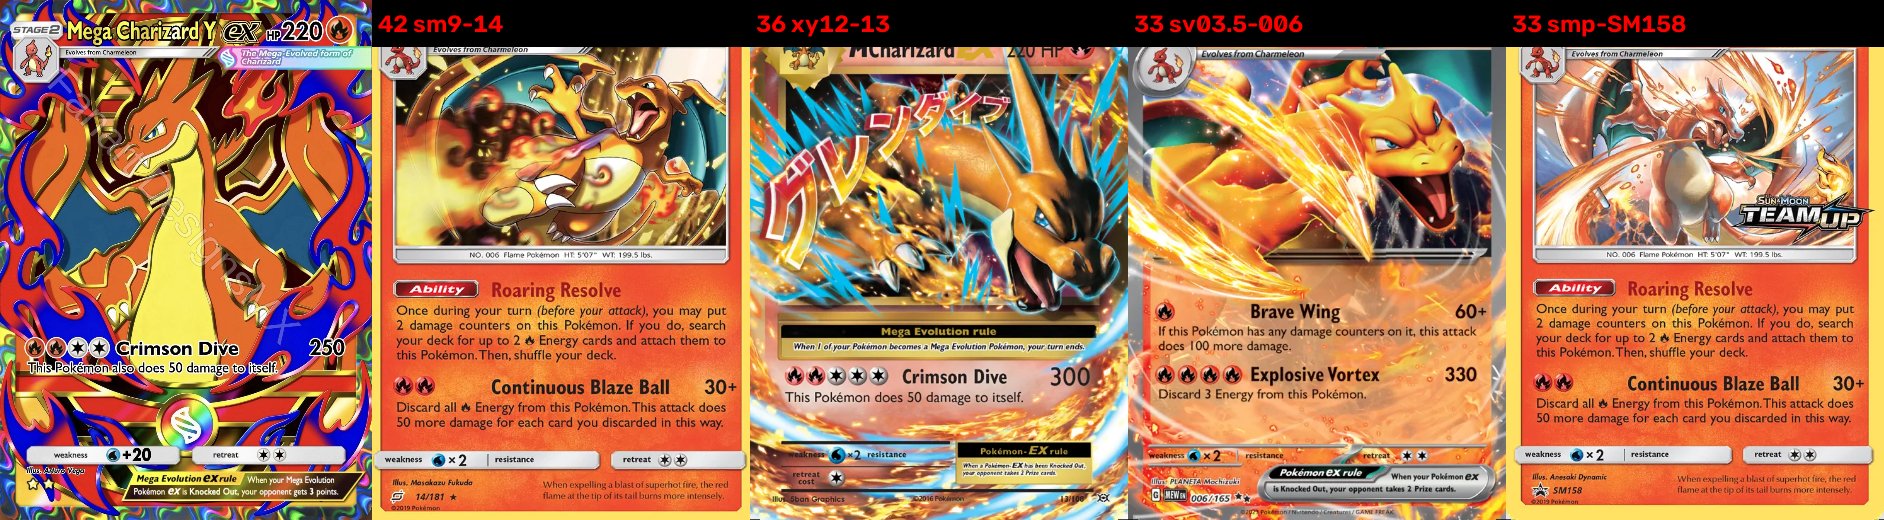 STAGE2 Mega Charizard Y ex HP220
Evolves from Charmeleon
The Mega-Evolved form of
Charizard
Crimson Dive 250
This Pokémon also does 50 damage to itself.
weakness +20 retreat
Illus. Arturo Vega
Mega Evolution ex rule When your Mega Evolution
Pokémon ex is Knocked Out, your opponent gets 3 points.
42 sm9-14
Evolves from Charmeleon
NO. 006 Flame Pokémon HT: 5'07" WT: 199.5 lbs.
Ability Roaring Resolve
Once during your turn (before your attack), you may put
2 damage counters on this Pokémon. If you do, search
your deck for up to 2 Energy cards and attach them to
this Pokémon. Then, shuffle your deck.
Continuous Blaze Ball 30+
Discard all Energy from this Pokémon. This attack does
50 more damage for each card you discarded in this way.
weakness ×2 resistance retreat
Illus. Masakazu Fukuda
14/181 ★
©2019 Pokémon
When expelling a blast of superhot fire, the red
flame at the tip of its tail burns more intensely.
36 xy12-13
MCharizard EX 220 HP
グレンダイブ
Mega Evolution rule
When 1 of your Pokémon becomes a Mega Evolution Pokémon, your turn ends.
Crimson Dive 300
This Pokémon does 50 damage to itself.
weakness ×2 resistance
retreat
cost
Pokémon-EX rule
When a Pokémon-EX has been Knocked Out,
your opponent takes 2 Prize cards.
Illus. 5ban Graphics ©2016 Pokémon 13/108
33 sv03.5-006
Evolves from Charmeleon
Brave Wing 60+
If this Pokémon has any damage counters on it, this attack
does 100 more damage.
Explosive Vortex 330
Discard 3 Energy from this Pokémon.
weakness ×2 resistance retreat
Illus. PLANETA Mochizuki
G MEW EN 006/165 ★★
Pokémon ex rule When your Pokémon ex
is Knocked Out, your opponent takes 2 Prize cards.
©2023 Pokémon / Nintendo / Creatures / GAME FREAK
33 smp-SM158
Evolves from Charmeleon
SUN & MOON
TEAM UP
NO. 006 Flame Pokémon HT: 5'07" WT: 199.5 lbs.
Ability Roaring Resolve
Once during your turn (before your attack), you may put
2 damage counters on this Pokémon. If you do, search
your deck for up to 2 Energy cards and attach them to
this Pokémon. Then, shuffle your deck.
Continuous Blaze Ball 30+
Discard all Energy from this Pokémon. This attack does
50 more damage for each card you discarded in this way.
weakness ×2 resistance retreat
Illus. Anesaki Dynamic
SM158
©2019 Pokémon
When expelling a blast of superhot fire, the red
flame at the tip of its tail burns more intensely.